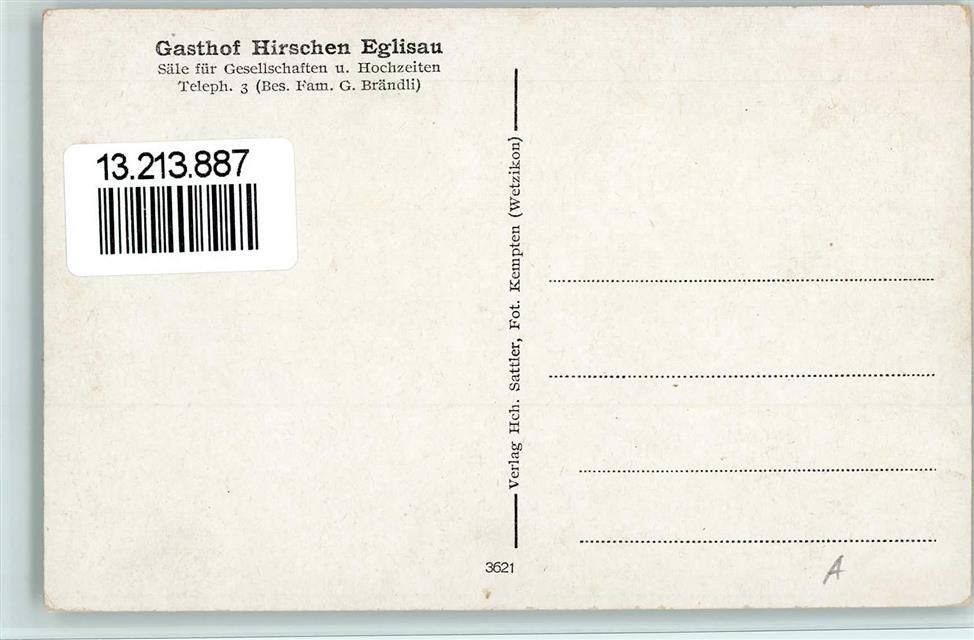 Gasthof Hirschen Eglisau
Säle für Gesellschaften u. Hochzeiten
Teleph. 3 (Bes. Fam. G. Brändli)
13.213.887
Verlag Hch. Sattler, Fot. Kempten (Wetzikon)
3621
A